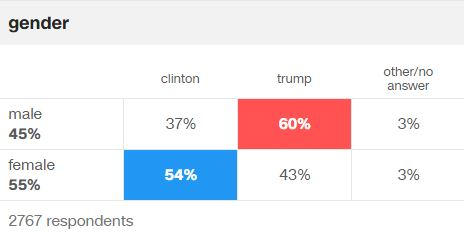 gender
clinton trump other/no answer
male 45% 37% 60% 3%
female 55% 54% 43% 3%
2767 respondents